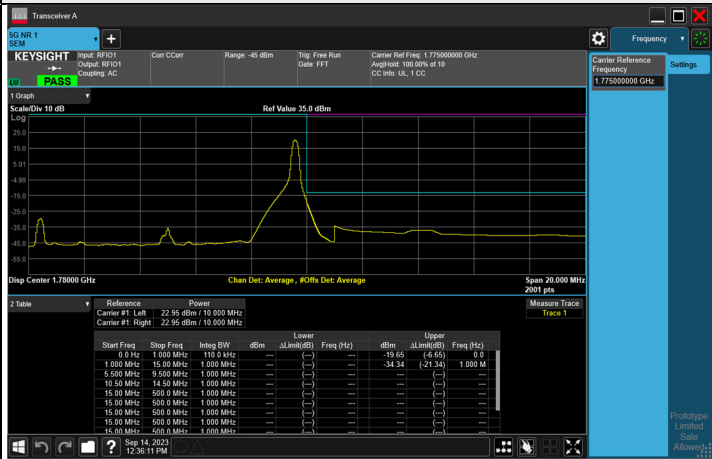 Transceiver A
5G NR 1
SEM
Frequency
KEYSIGHT
Input: RFIO1
Output: RFIO1
Coupling: AC
Corr CCorr
Range: -45 dBm
Trig: Free Run
Gate: FFT
Carrier Ref Freq: 1.775000000 GHz
Avg|Hold: 100.00% of 10
CC Info: UL, 1 CC
PASS
Carrier Reference
Frequency
1.775000000 GHz
Settings
1 Graph
Scale/Div 10 dB
Ref Value 35.0 dBm
Log
25.0
15.0
5.01
-4.99
-15.0
-25.0
-35.0
-45.0
-55.0
Disp Center 1.78000 GHz
Chan Det: Average , #Offs Det: Average
Span 20.000 MHz
2001 pts
2 Table
Reference Power
Carrier #1: Left 22.95 dBm / 10.000 MHz
Carrier #1: Right 22.95 dBm / 10.000 MHz
Measure Trace
Trace 1
Lower Upper
Start Freq Stop Freq Integ BW dBm ΔLimit(dB) Freq (Hz) dBm ΔLimit(dB) Freq (Hz)
0.0 Hz 1.000 MHz 110.0 kHz --- (---) --- -19.65 (-6.65) 0.0
1.000 MHz 15.00 MHz 1.000 MHz --- (---) --- -34.34 (-21.34) 1.000 M
5.500 MHz 9.500 MHz 1.000 MHz --- (---) --- --- (---) ---
10.50 MHz 14.50 MHz 1.000 MHz --- (---) --- --- (---) ---
15.00 MHz 500.0 MHz 1.000 MHz --- (---) --- --- (---) ---
15.00 MHz 500.0 MHz 1.000 MHz --- (---) --- --- (---) ---
15.00 MHz 500.0 MHz 1.000 MHz --- (---) --- --- (---) ---
15.00 MHz 500.0 MHz 1.000 MHz --- (---) --- --- (---) ---
Sep 14, 2023
12:36:11 PM
Prototype
Limited
Sale
Allowed